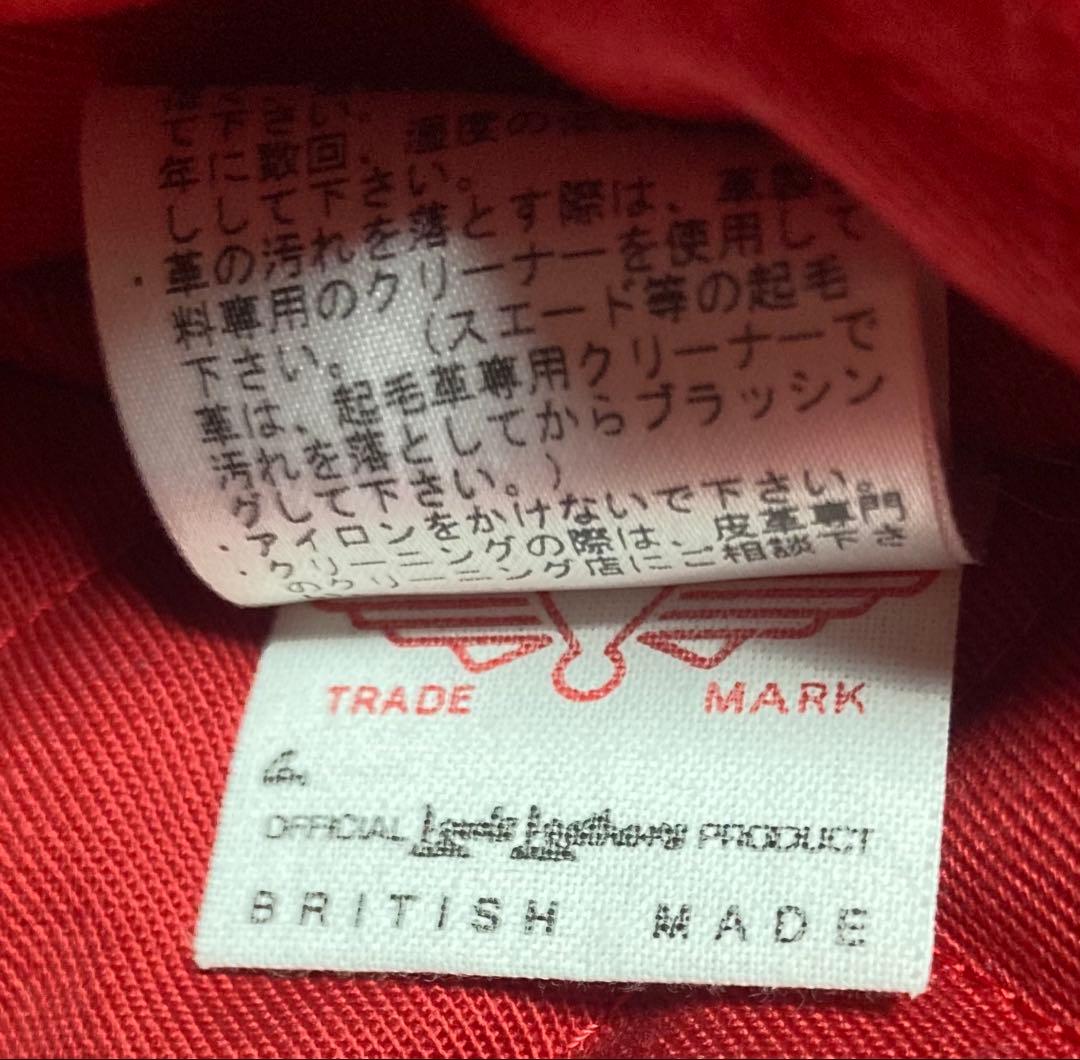 さ
下 き い
て 下 き 回 . 湿度の
年 に 敷 下 さ い。
し し て れ を 落とす際は、革製
・革の汚れのクリーナーを使用して
料専用の
下さい。(スエード等の起毛
革は、起毛革専用クリーナーで
汚れを落としてからブラッシン
グして下さい。)
・アイロンをかけないで下さい。
・クリーニングの際は、皮革専門
のクリーニング店にご相談下さ
TRADE MARK
OFFICIAL Lewis Leathers PRODUCT
BRITISH MADE